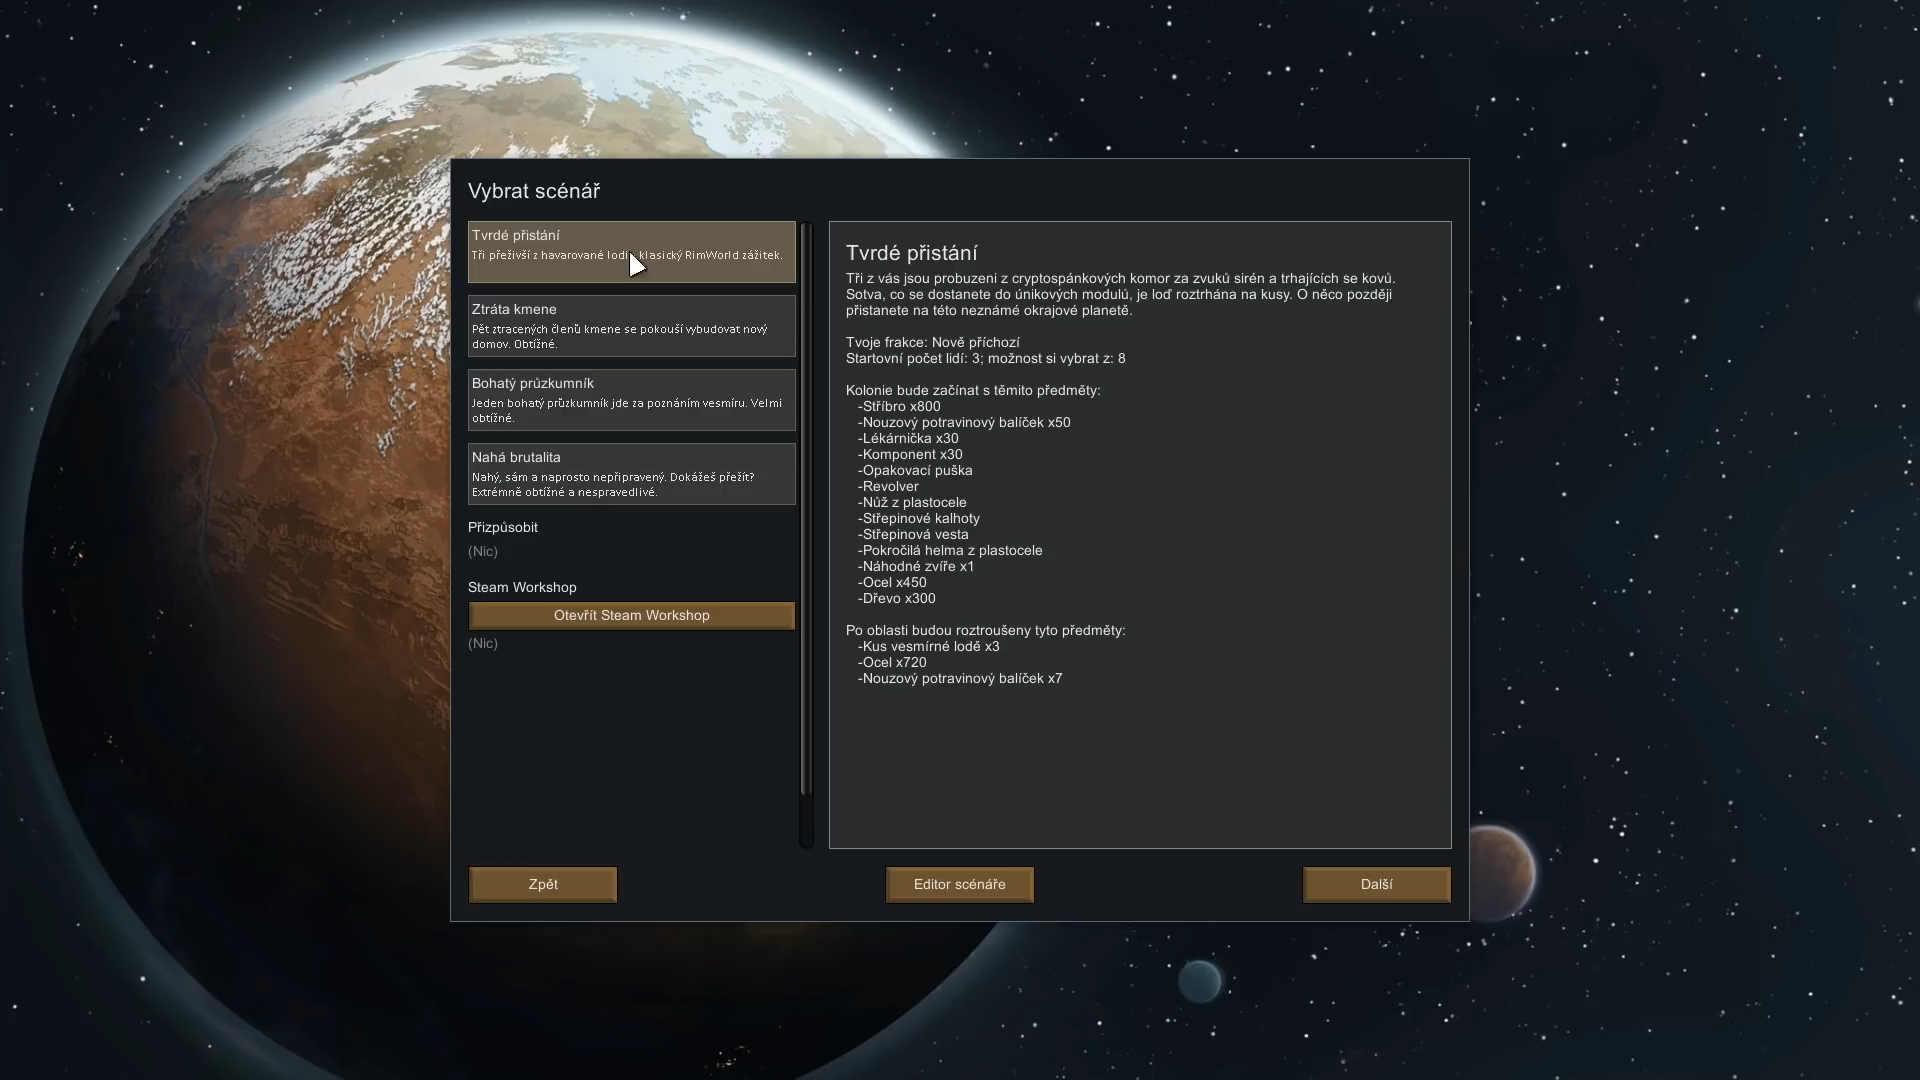 Vybrat scénář
Tvrdé přistání
Tři přeživší z havarované lodi klasický RimWorld zážitek.
Ztráta kmene
Pět ztracených členů kmene se pokouší vybudovat nový
domov. Obtížné.
Bohatý průzkumník
Jeden bohatý průzkumník jde za poznáním vesmíru. Velmi
obtížné.
Nahá brutalita
Nahý, sám a naprosto nepřipravený. Dokážeš přežít?
Extrémně obtížné a nespravedlivé.
Přizpůsobit
(Nic)
Steam Workshop
Otevřít Steam Workshop
(Nic)
Tvrdé přistání
Tři z vás jsou probuzeni z cryptospánkových komor za zvuků sirén a trhajících se kovů.
Sotva, co se dostanete do únikových modulů, je loď roztrhána na kusy. O něco později
přistanete na této neznámé okrajové planetě.
Tvoje frakce: Nově příchozí
Startovní počet lidí: 3; možnost si vybrat z: 8
Kolonie bude začínat s těmito předměty:
-Stříbro x800
-Nouzový potravinový balíček x50
-Lékárnička x30
-Komponent x30
-Opakovací puška
-Revolver
-Nůž z plastocele
-Střepinové kalhoty
-Střepinová vesta
-Pokročilá helma z plastocele
-Náhodné zvíře x1
-Ocel x450
-Dřevo x300
Po oblasti budou roztroušeny tyto předměty:
-Kus vesmírné lodě x3
-Ocel x720
-Nouzový potravinový balíček x7
Zpět
Editor scénáře
Další